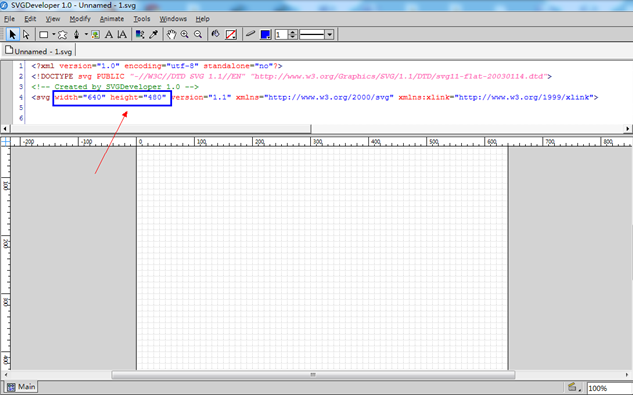 SVGDeveloper 1.0 - Unnamed - 1.svg
File Edit View Modify Animate Tools Windows Help
1
Unnamed - 1.svg
1 <?xml version="1.0" encoding="utf-8" standalone="no"?>
2 <!DOCTYPE svg PUBLIC "-//W3C//DTD SVG 1.1//EN" "http://www.w3.org/Graphics/SVG/1.1/DTD/svg11-flat-20030114.dtd">
3 <!-- Created by SVGDeveloper 1.0 -->
4 <svg width="640" height="480" version="1.1" xmlns="http://www.w3.org/2000/svg" xmlns:xlink="http://www.w3.org/1999/xlink">
5
6
-200 -100 0 100 200 300 400 500 600 700 800
100
200
300
400
Main
100%